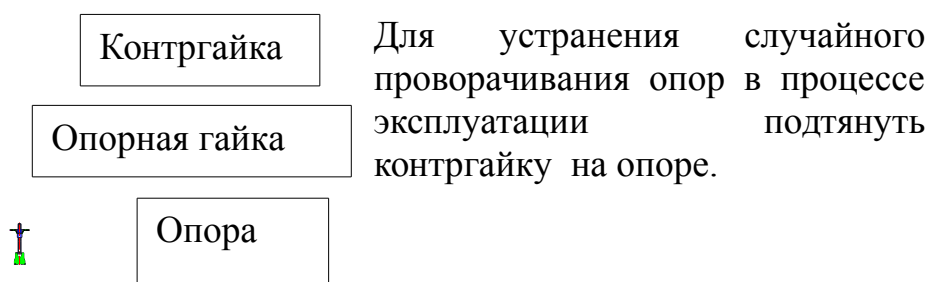 Контргайка
Опорная гайка
Опора
Для устранения случайного
проворачивания опор в процессе
эксплуатации подтянуть
контргайку на опоре.